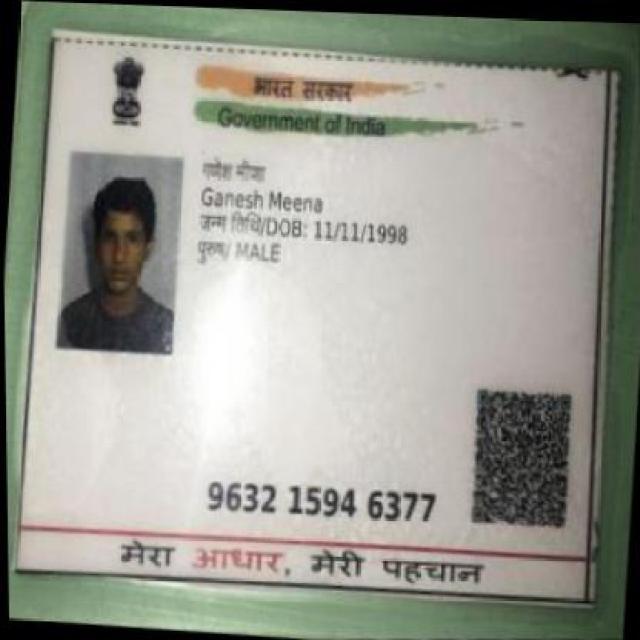 भारत सरकार
Government of India
गणेश मीणा
Ganesh Meena
जन्म तिथि/DOB: 11/11/1998
पुरुष/ MALE
9632 1594 6377
मेरा आधार, मेरी पहचान